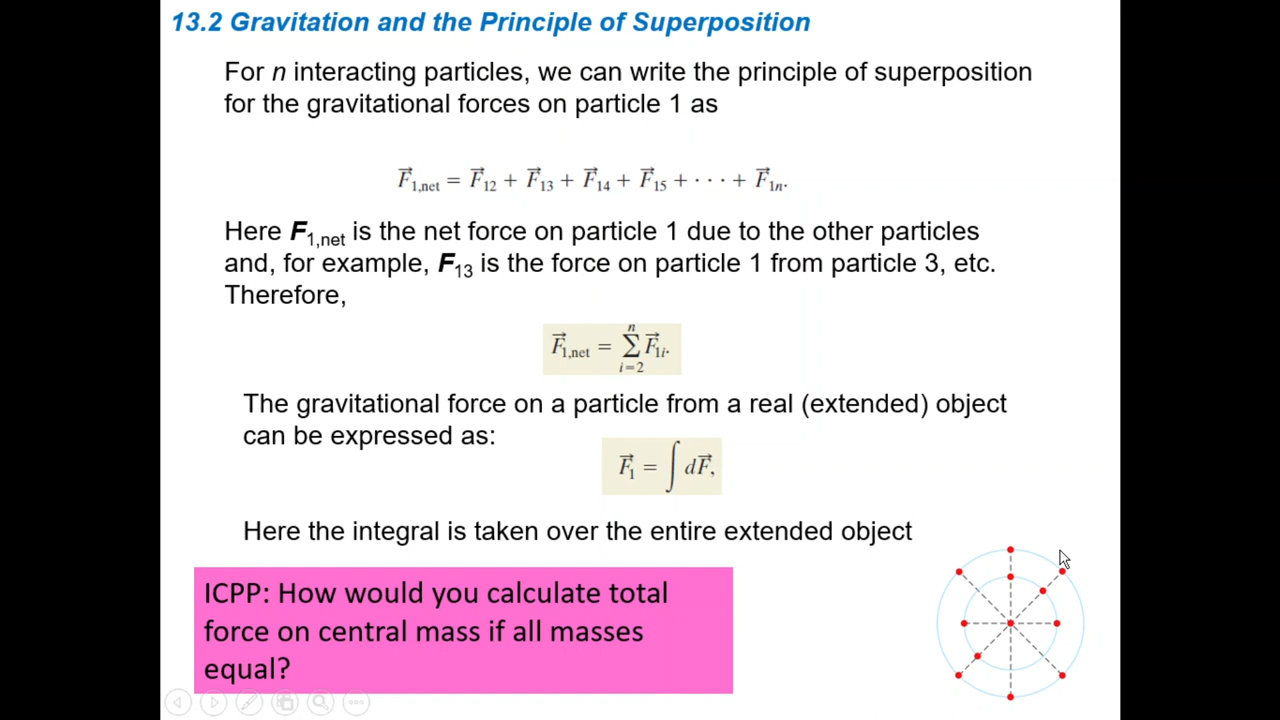 13.2 Gravitation and the Principle of Superposition
For n interacting particles, we can write the principle of superposition
for the gravitational forces on particle 1 as
F⃗1,net = F⃗12 + F⃗13 + F⃗14 + F⃗15 + · · · + F⃗1n.
Here F1,net is the net force on particle 1 due to the other particles
and, for example, F13 is the force on particle 1 from particle 3, etc.
Therefore,
F⃗1,net = ∑_{i=2}^{n} F⃗1i.
The gravitational force on a particle from a real (extended) object
can be expressed as:
F⃗1 = ∫ dF⃗,
Here the integral is taken over the entire extended object
ICPP: How would you calculate total
force on central mass if all masses
equal?